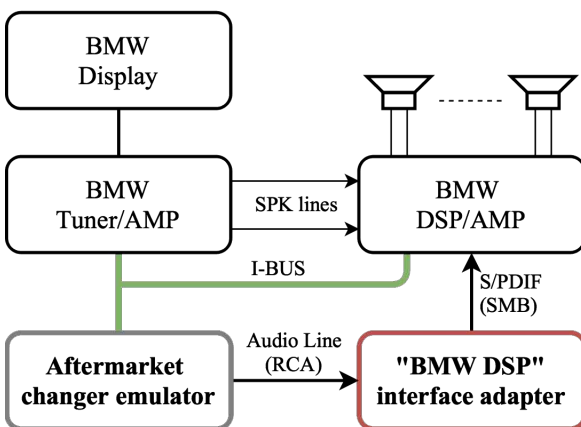 BMW
Display
BMW
Tuner/AMP
SPK lines
BMW
DSP/AMP
I-BUS
S/PDIF
(SMB)
Aftermarket
changer emulator
Audio Line
(RCA)
"BMW DSP"
interface adapter